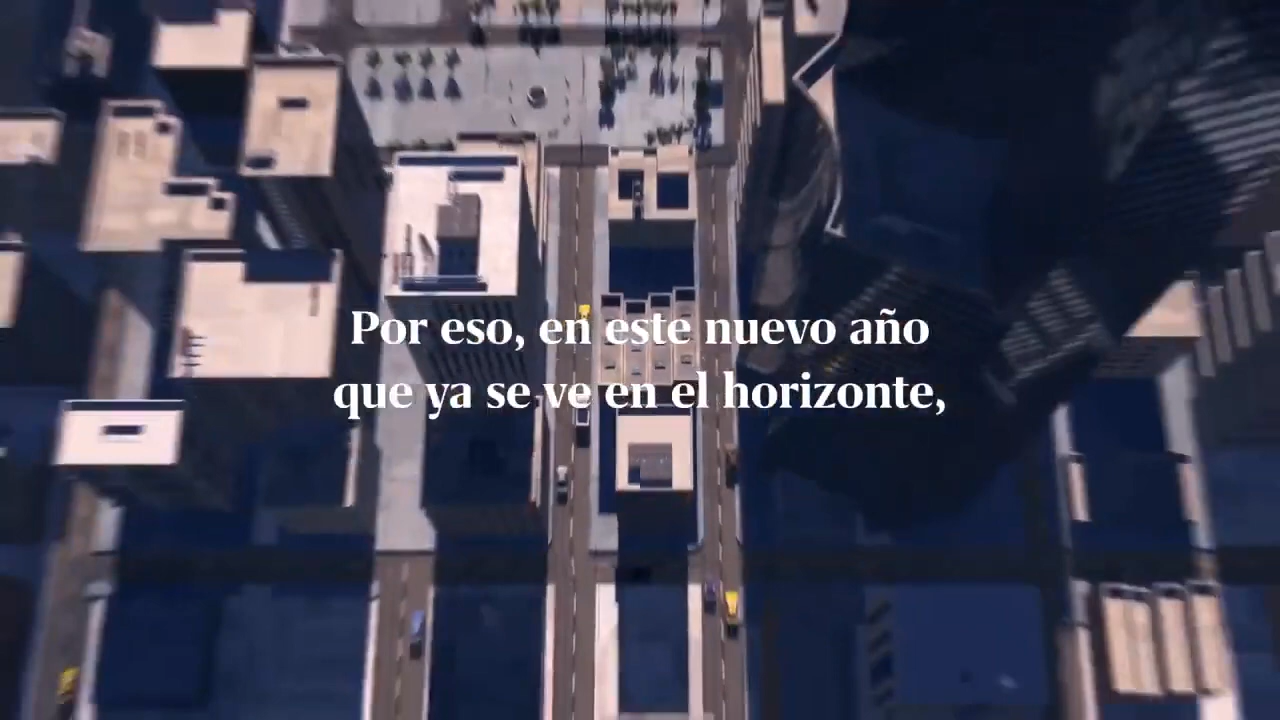 Por eso, en este nuevo año
que ya se ve en el horizonte,